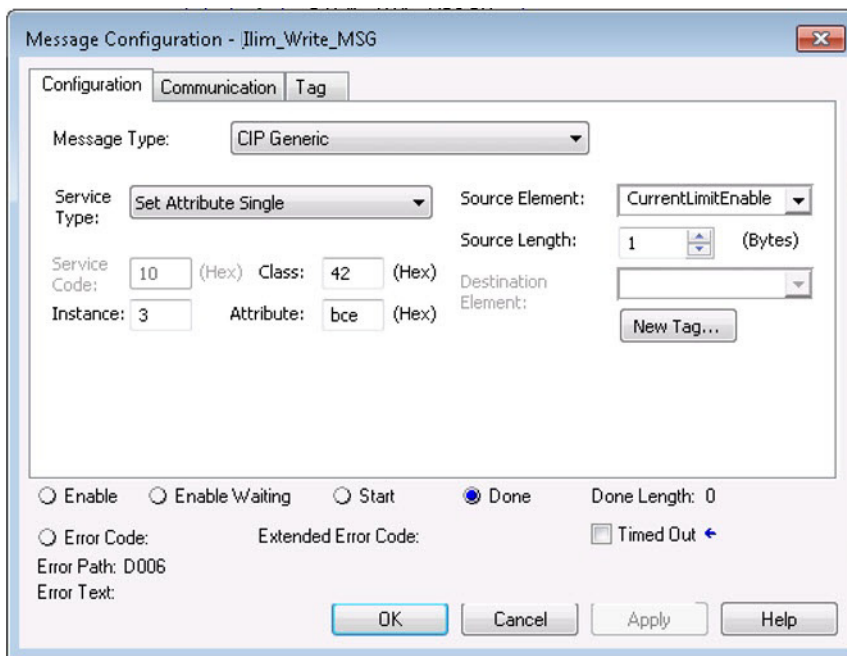 Message Configuration - Ilim_Write_MSG
Configuration Communication Tag
Message Type: CIP Generic
Service Type: Set Attribute Single
Source Element: CurrentLimitEnable
Source Length: 1 (Bytes)
Service Code: 10 (Hex) Class: 42 (Hex)
Destination Element:
Instance: 3 Attribute: bce (Hex)
New Tag...
Enable Enable Waiting Start Done Done Length: 0
Error Code: Extended Error Code: Timed Out
Error Path: D006
Error Text:
OK Cancel Apply Help